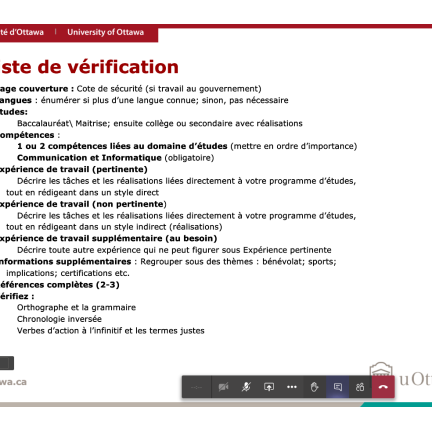 té d'Ottawa | University of Ottawa
ste de vérification
age couverture : Cote de sécurité (si travail au gouvernement)
angues : énumérer si plus d'une langue connue; sinon, pas nécessaire
tudes:
Baccalauréat\ Maitrise; ensuite collège ou secondaire avec réalisations
ompétences :
1 ou 2 compétences liées au domaine d'études (mettre en ordre d'importance)
Communication et Informatique (obligatoire)
xpérience de travail (pertinente)
Décrire les tâches et les réalisations liées directement à votre programme d'études,
tout en rédigeant dans un style direct
xpérience de travail (non pertinente)
Décrire les tâches et les réalisations liées directement à votre programme d'études,
tout en rédigeant dans un style indirect (réalisations)
xpérience de travail supplémentaire (au besoin)
Décrire toute autre expérience qui ne peut figurer sous Expérience pertinente
nformations supplémentaires : Regrouper sous des thèmes : bénévolat; sports;
implications; certifications etc.
éférences complètes (2-3)
érifiez :
Orthographe et la grammaire
Chronologie inversée
Verbes d'action à l'infinitif et les termes justes
wa.ca
uOtt